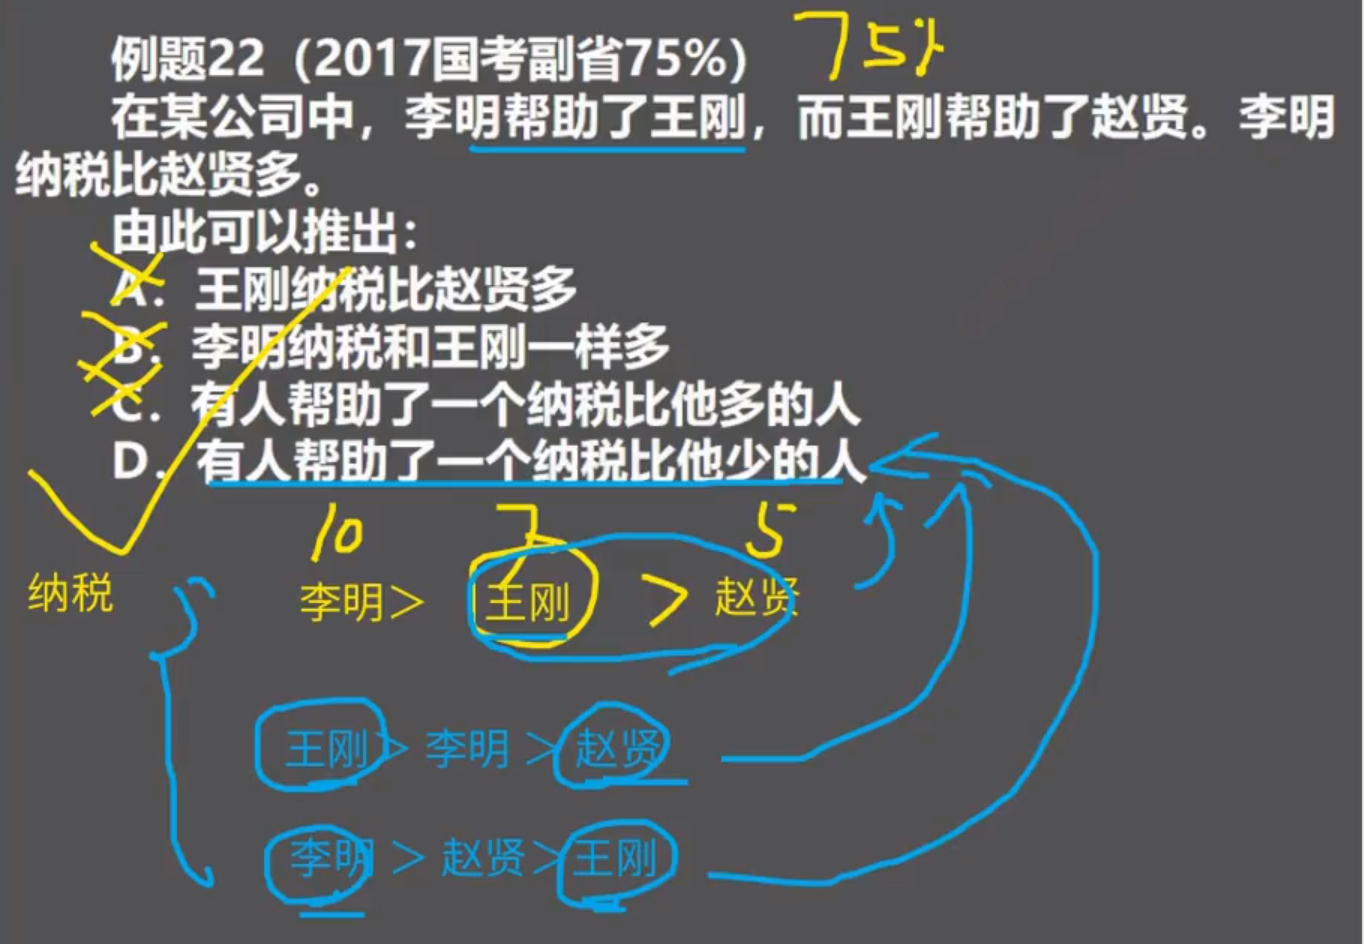 例题22（2017国考副省75%） 75%
在某公司中，李明帮助了王刚，而王刚帮助了赵贤。李明
纳税比赵贤多。
由此可以推出：
A．王刚纳税比赵贤多
B．李明纳税和王刚一样多
C．有人帮助了一个纳税比他多的人
D．有人帮助了一个纳税比他少的人
10 7 5
纳税 李明＞ 王刚 > 赵贤
王刚＞ 李明 ＞赵贤
李明 ＞ 赵贤＞王刚